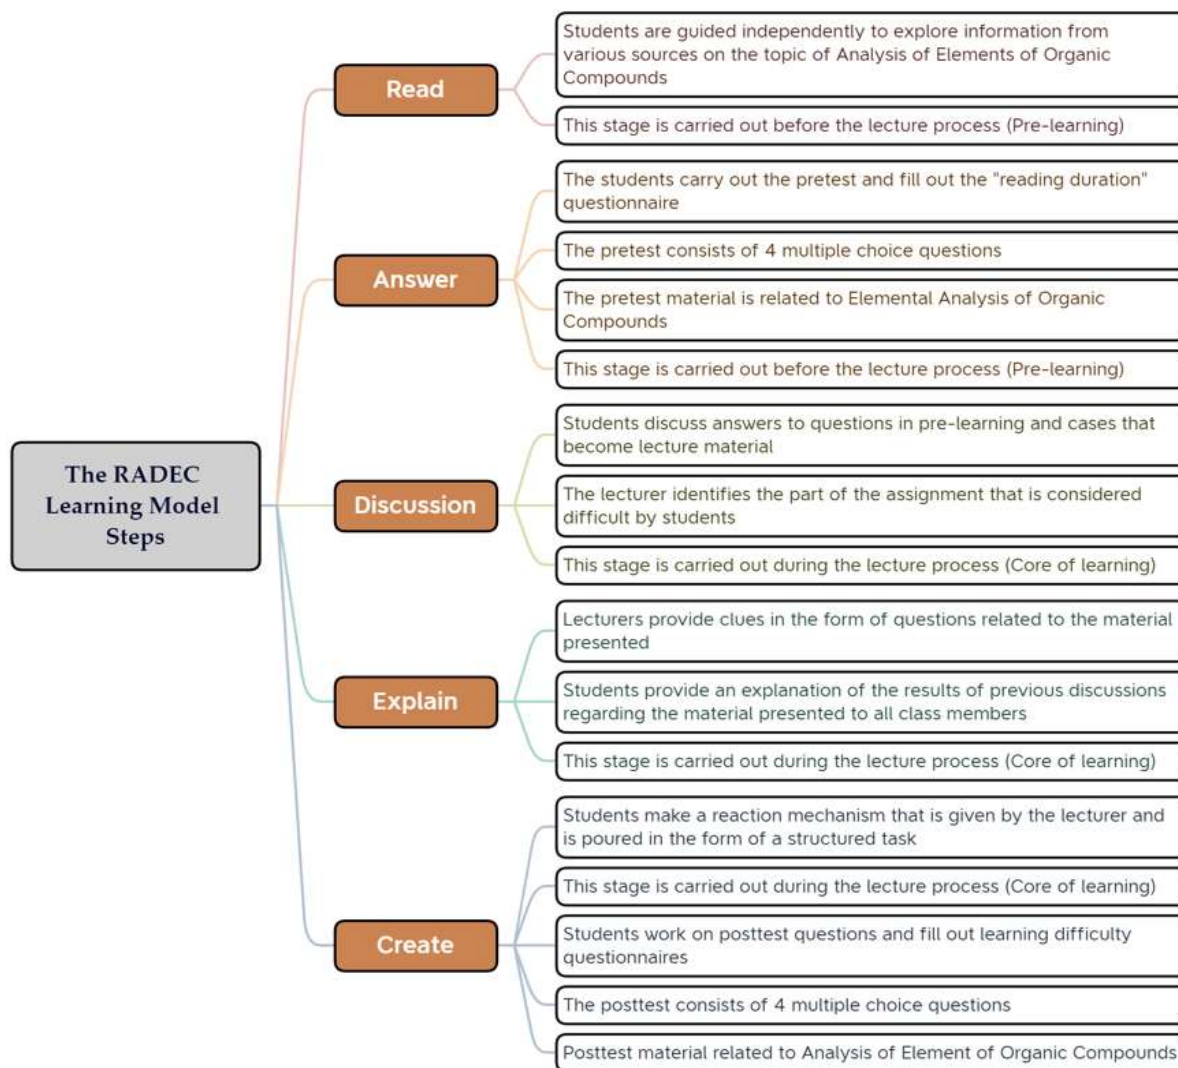 The RADEC
Learning Model
Steps
Read
Students are guided independently to explore information from
various sources on the topic of Analysis of Elements of Organic
Compounds
This stage is carried out before the lecture process (Pre-learning)
Answer
The students carry out the pretest and fill out the "reading duration"
questionnaire
The pretest consists of 4 multiple choice questions
The pretest material is related to Elemental Analysis of Organic
Compounds
This stage is carried out before the lecture process (Pre-learning)
Discussion
Students discuss answers to questions in pre-learning and cases that
become lecture material
The lecturer identifies the part of the assignment that is considered
difficult by students
This stage is carried out during the lecture process (Core of learning)
Explain
Lecturers provide clues in the form of questions related to the material
presented
Students provide an explanation of the results of previous discussions
regarding the material presented to all class members
This stage is carried out during the lecture process (Core of learning)
Create
Students make a reaction mechanism that is given by the lecturer and
is poured in the form of a structured task
This stage is carried out during the lecture process (Core of learning)
Students work on posttest questions and fill out learning difficulty
questionnaires
The posttest consists of 4 multiple choice questions
Posttest material related to Analysis of Element of Organic Compounds